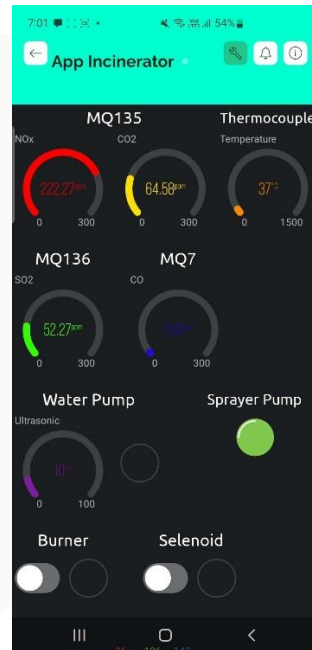 7:01 54%
App Incinerator
MQ135 Thermocouple
NOx CO2 Temperature
222.27ppm 64.58ppm 37°C
0 300 0 300 0 1500
MQ136 MQ7
SO2 CO
52.27ppm
0 300 0 300
Water Pump Sprayer Pump
Ultrasonic
0 100
Burner Selenoid